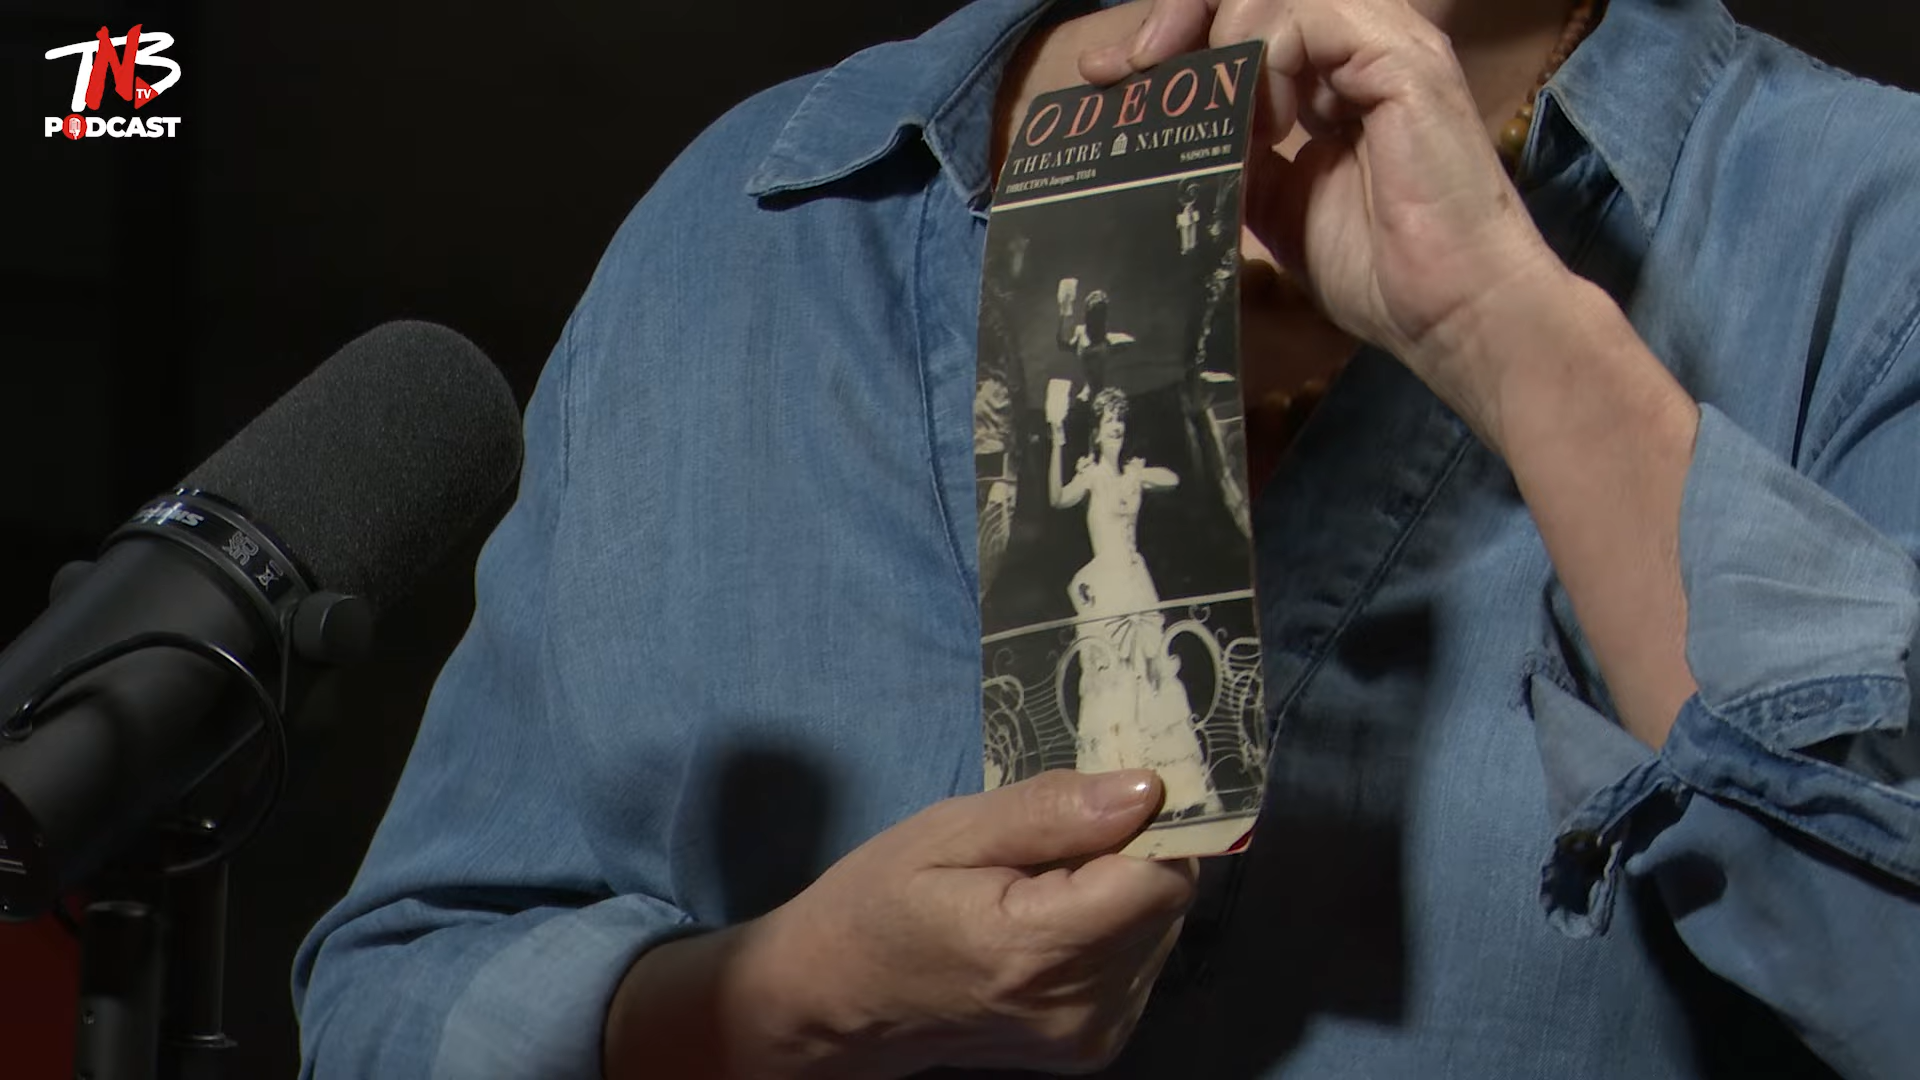 TNB
TV
PODCAST
ODEON
THEATRE NATIONAL
SAISON
DIRECTION Jacques